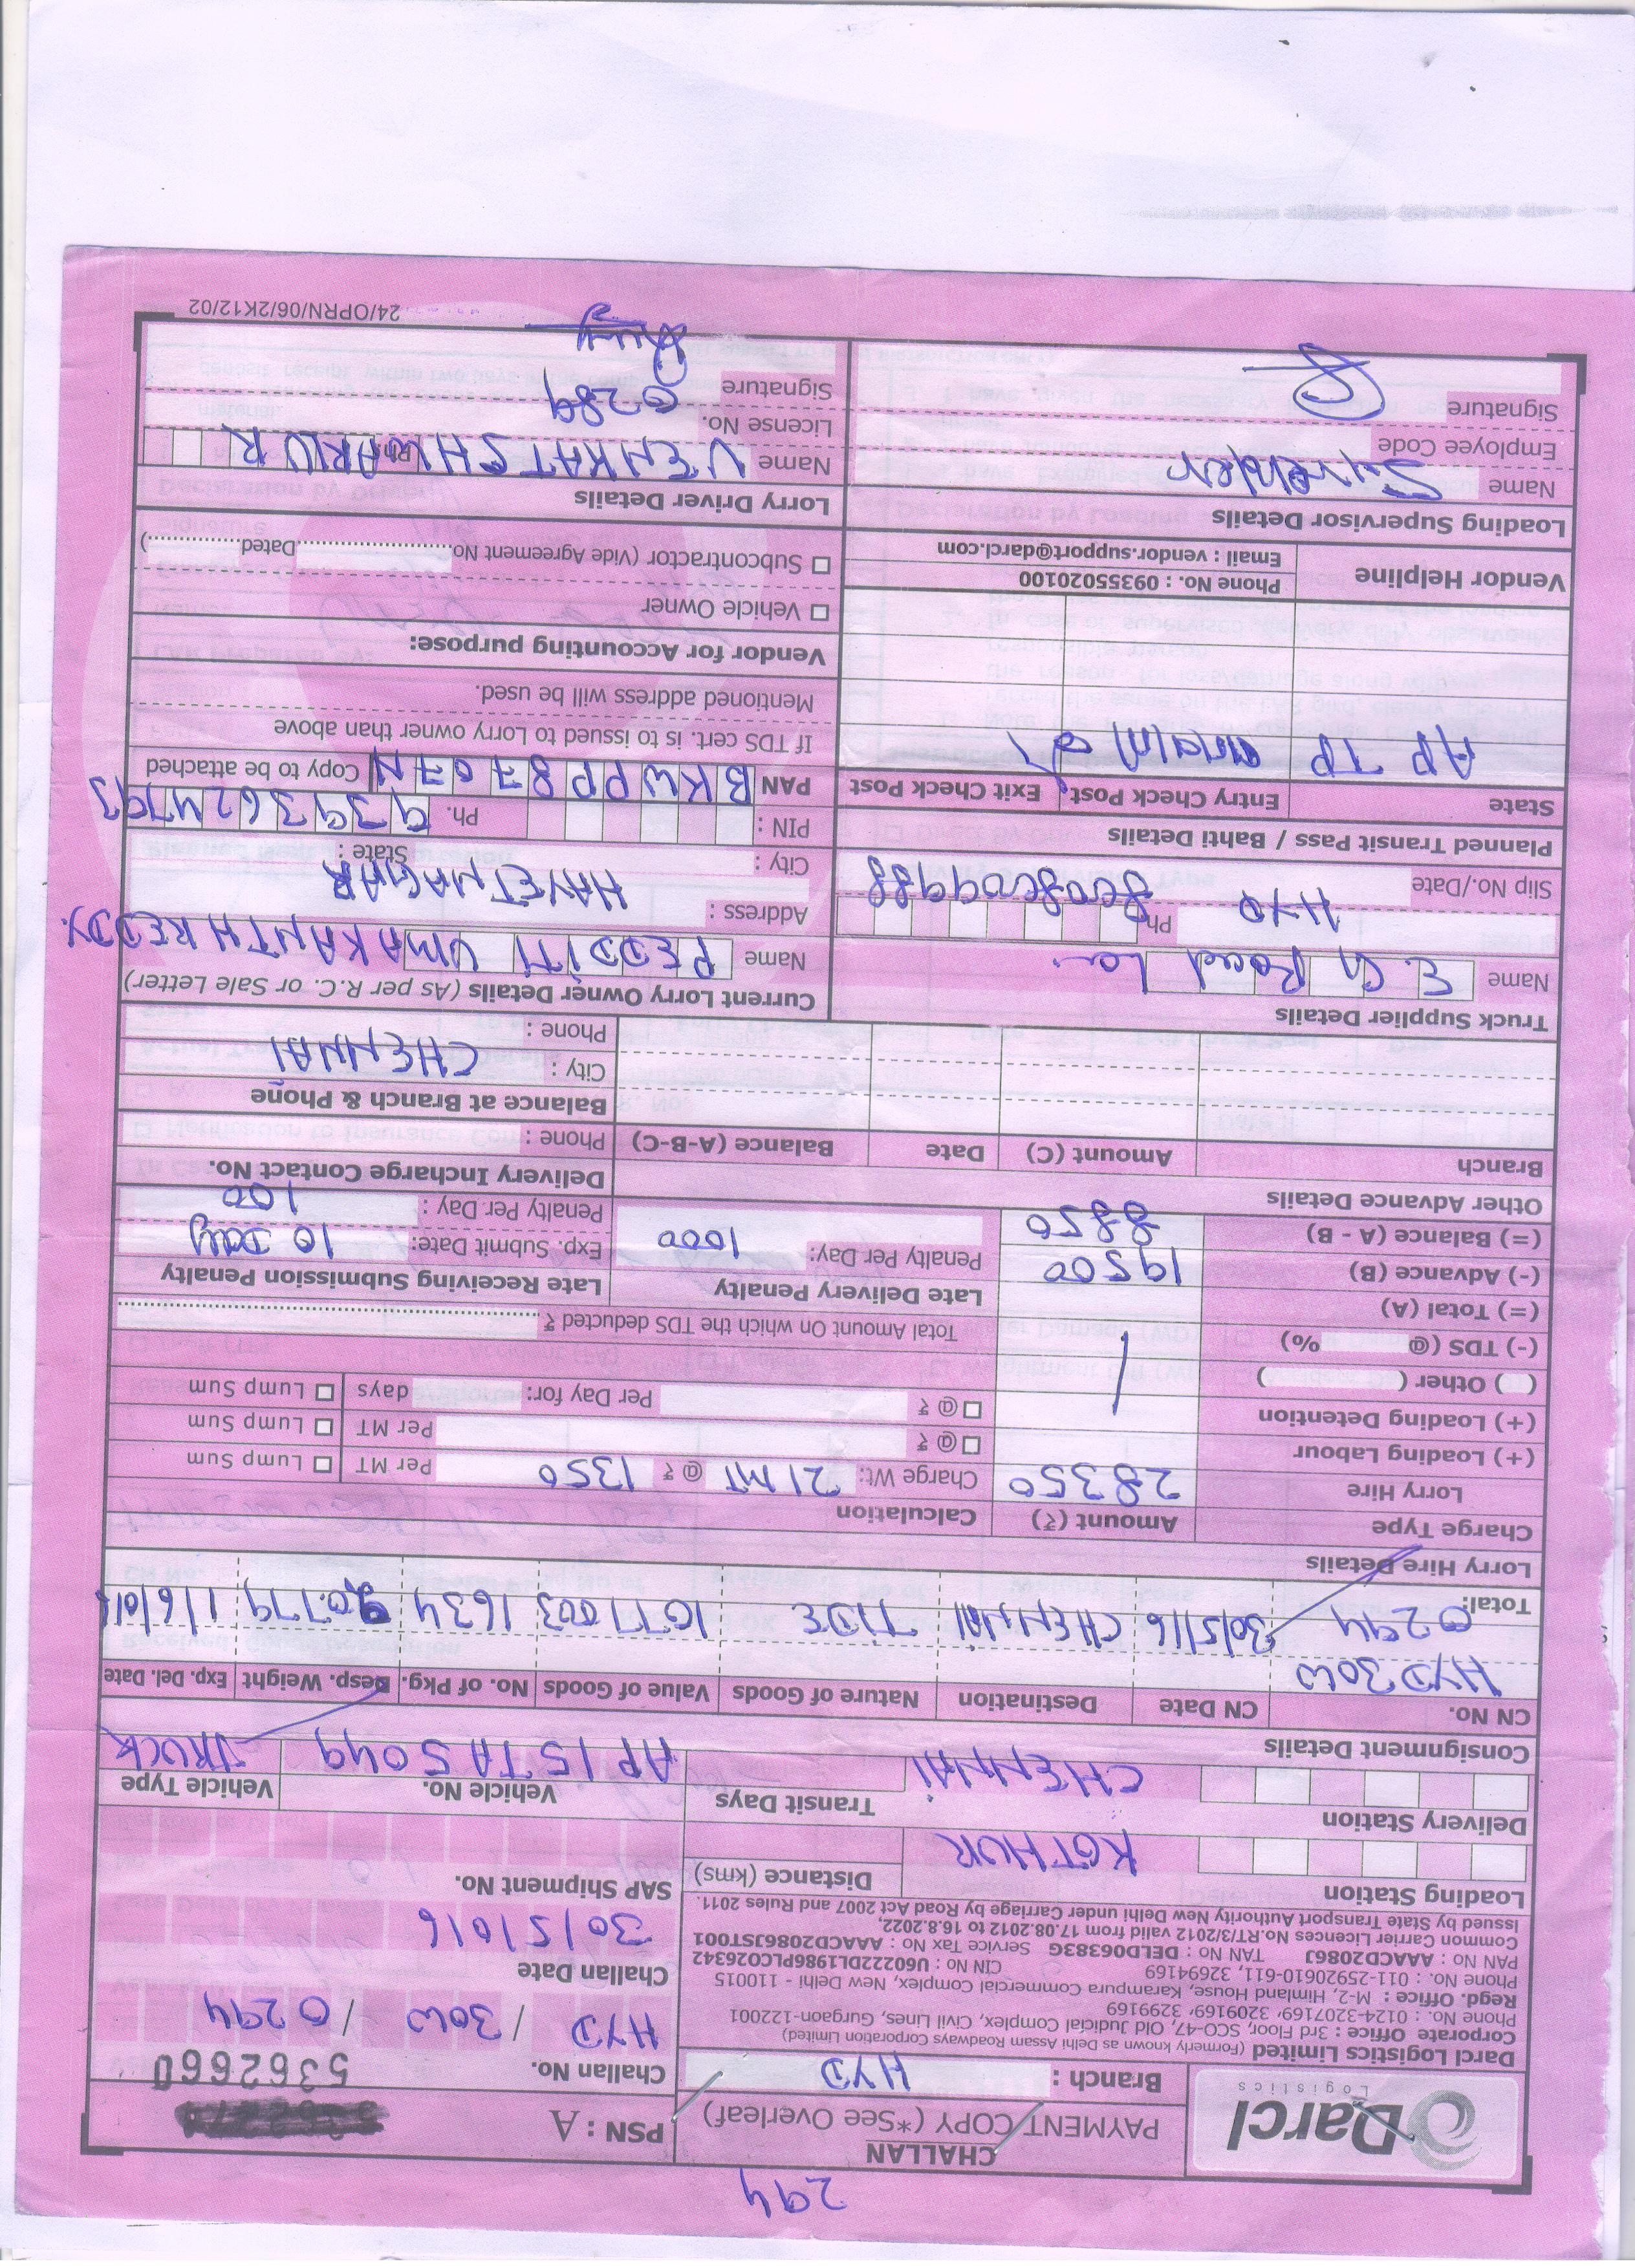 294
Darcl
Logistics
CHALLAN
PAYMENT COPY (*See Overleaf)
Branch : HYD
PSN : A
5362660
Challan No.
HYD / 30W / 0294
Challan Date
30/5/016
SAP Shipment No.
Darcl Logistics Limited (Formerly known as Delhi Assam Roadways Corporation Limited)
Corporate Office : 3rd Floor, SCO-47, Old Judicial Complex, Civil Lines, Gurgaon-122001
Phone No. : 0124-3207169, 3209169, 3299169
Regd. Office : M-2, Himland House, Karampura Commercial Complex, New Delhi - 110015
Phone No. : 011-25920610-611, 32694169 CIN No : U60222DL1986PLCO26342
PAN No : AAACD2086J TAN No : DELD06383G Service Tax No : AAACD2086JST001
Common Carrier Licences No.RT/3/2012 valid from 17.08.2012 to 16.8.2022,
Issued by State Transport Authority New Delhi under Carriage by Road Act 2007 and Rules 2011.
Loading Station KOTHUR Distance (kms)
Delivery Station CHENNAI Transit Days
Vehicle No. Vehicle Type
AP 15 TA 5049 TRUCK
Consignment Details
CN No. CN Date Destination Nature of Goods Value of Goods No. of Pkg. Desp. Weight Exp. Del. Date
HYD 30W
0294 30/5/16 CHENNAI TIDE 1077003 1634 20.779 1/6/016
Total:
Lorry Hire Details
Charge Type Amount (₹) Calculation
Lorry Hire 28350 Charge Wt: 21 MT @ ₹ 1350 Per MT ☐ Lump Sum
(+) Loading Labour ☐ @ ₹ Per MT ☐ Lump Sum
(+) Loading Detention ☐ @ ₹ Per Day for: days ☐ Lump Sum
( ) Other ( )
(-) TDS (@ %) Total Amount On which the TDS deducted ₹
(=) Total (A)
(-) Advance (B) 19500
(=) Balance (A - B) 8850
Late Delivery Penalty
Penalty Per Day: 1000
Late Receiving Submission Penalty
Exp. Submit Date: 10 Day
Penalty Per Day : 100
Other Advance Details
Branch Amount (C) Date Balance (A-B-C)
Delivery Incharge Contact No.
Phone :
Balance at Branch & Phone
City : CHENNAI
Phone :
Truck Supplier Details
Name E. G Road
HYD Ph 8008009988
Slip No./Date
Current Lorry Owner Details (As per R.C. or Sale Letter)
Name PEDDITI UMAKANTH REDDY.
Address : HAYETNAGAR
City : State :
PIN : Ph. 9393624793
PAN BKWPP8707N Copy to be attached
If TDS cert. is to issued to Lorry owner than above
Mentioned address will be used.
Planned Transit Pass / Bahti Details
State Entry Check Post Exit Check Post
AP TP
Vendor for Accounting purpose:
☐ Vehicle Owner
☐ Subcontractor (Vide Agreement No. Dated )
Vendor Helpline
Phone No. : 09355020100
Email : vendor.support@darcl.com
Loading Supervisor Details
Name Surender
Employee Code
Signature
Lorry Driver Details
Name VENKATSHWARLU R Ph.
License No. 0289
Signature
24/OPRN/06/2K12/02